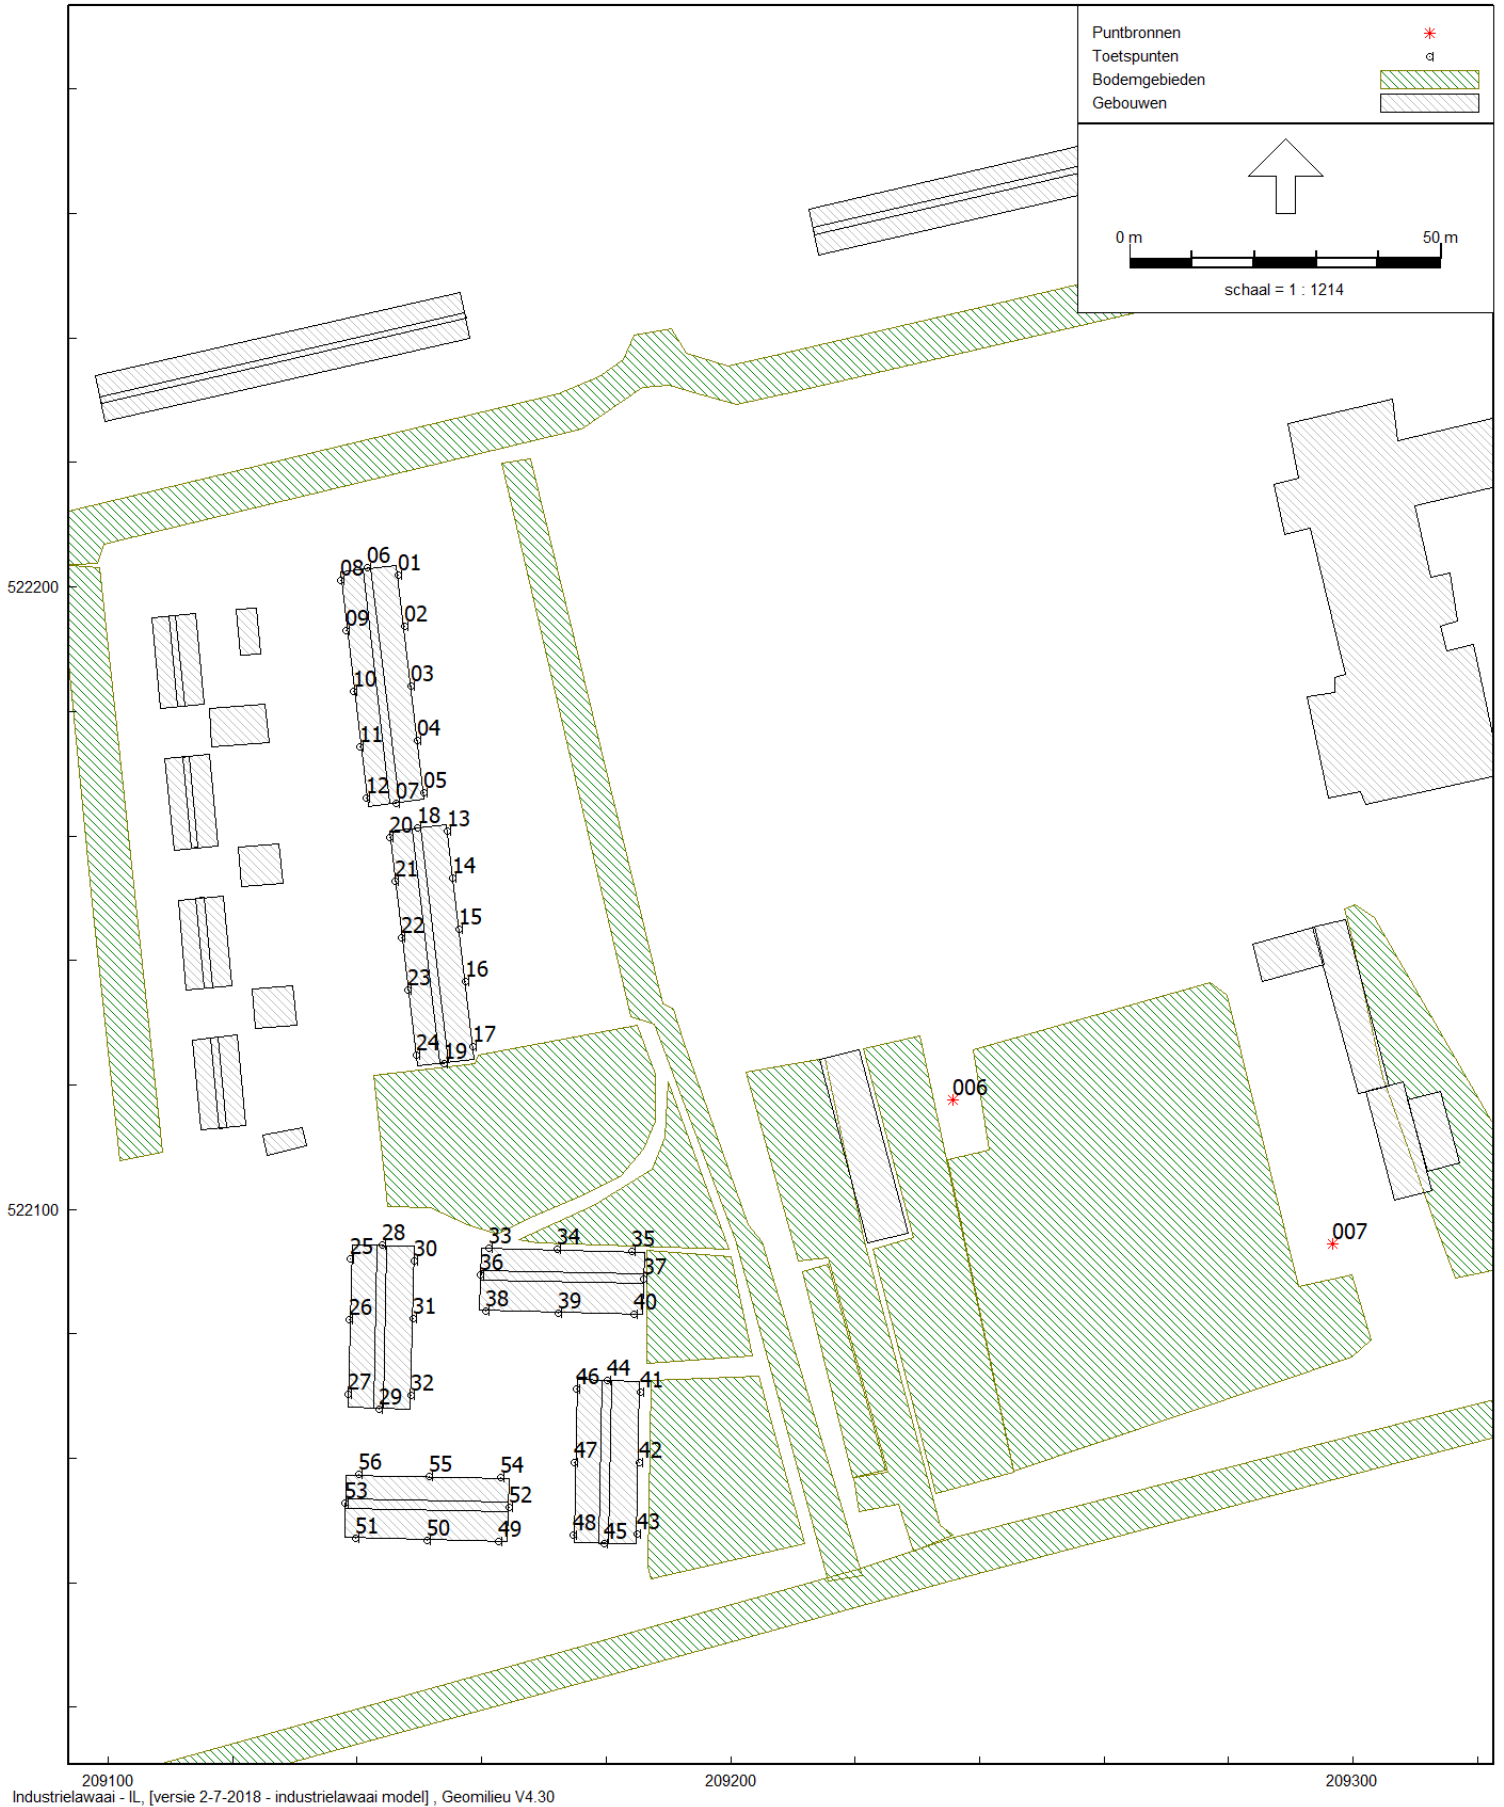 Puntbronnen
Toetspunten
Bodemgebieden
Gebouwen
0 m 50 m
schaal = 1 : 1214
522200
08 06 01
09 02
10 03
11 04
12 07 05
20 18 13
21 14
22 15
23 16
24 19 17
006
522100
007
25 28 30
33 34 35
36 37
26 31
38 39 40
27 29 32
46 44 41
47 42
56 55 54
53 52
51 50 49
48 45 43
209100 209200 209300
Industrielawaai - IL, [versie 2-7-2018 - industrielawaai model] , Geomilieu V4.30